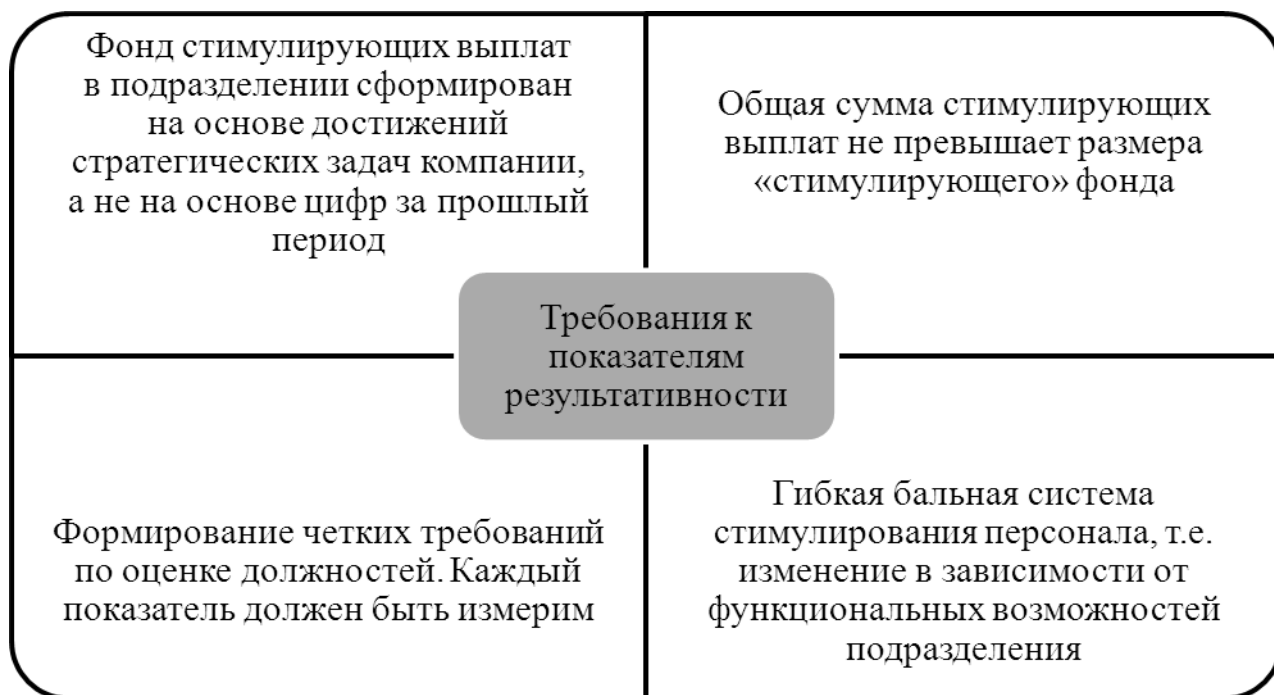 Фонд стимулирующих выплат
в подразделении сформирован
на основе достижений
стратегических задач компании,
а не на основе цифр за прошлый
период
Общая сумма стимулирующих
выплат не превышает размера
«стимулирующего» фонда
Требования к
показателям
результативности
Формирование четких требований
по оценке должностей. Каждый
показатель должен быть измерим
Гибкая бальная система
стимулирования персонала, т.е.
изменение в зависимости от
функциональных возможностей
подразделения